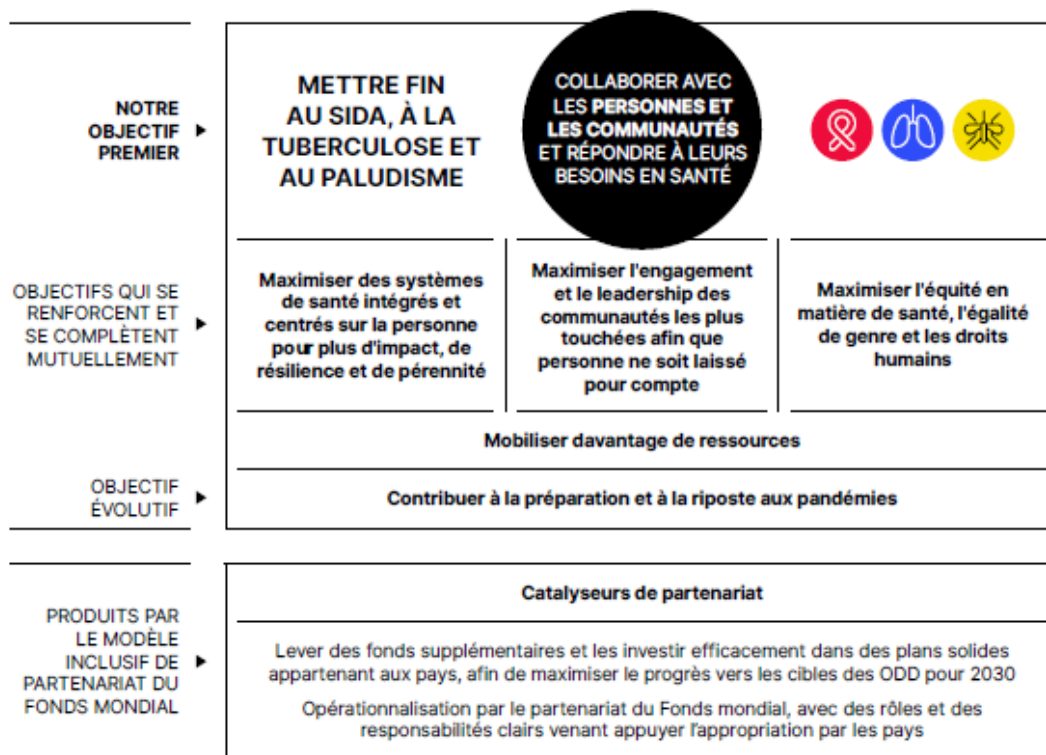 NOTRE
OBJECTIF
PREMIER
METTRE FIN
AU SIDA, À LA
TUBERCULOSE ET
AU PALUDISME
COLLABORER AVEC
LES PERSONNES ET
LES COMMUNAUTÉS
ET RÉPONDRE À LEURS
BESOINS EN SANTÉ
OBJECTIFS QUI SE
RENFORCENT ET
SE COMPLÈTENT
MUTUELLEMENT
Maximiser des systèmes
de santé intégrés et
centrés sur la personne
pour plus d'impact, de
résilience et de pérennité
Maximiser l'engagement
et le leadership des
communautés les plus
touchées afin que
personne ne soit laissé
pour compte
Maximiser l'équité en
matière de santé, l'égalité
de genre et les droits
humains
Mobiliser davantage de ressources
OBJECTIF
ÉVOLUTIF
Contribuer à la préparation et à la riposte aux pandémies
PRODUITS PAR
LE MODÈLE
INCLUSIF DE
PARTENARIAT DU
FONDS MONDIAL
Catalyseurs de partenariat
Lever des fonds supplémentaires et les investir efficacement dans des plans solides
appartenant aux pays, afin de maximiser le progrès vers les cibles des ODD pour 2030
Opérationnalisation par le partenariat du Fonds mondial, avec des rôles et des
responsabilités clairs venant appuyer l'appropriation par les pays